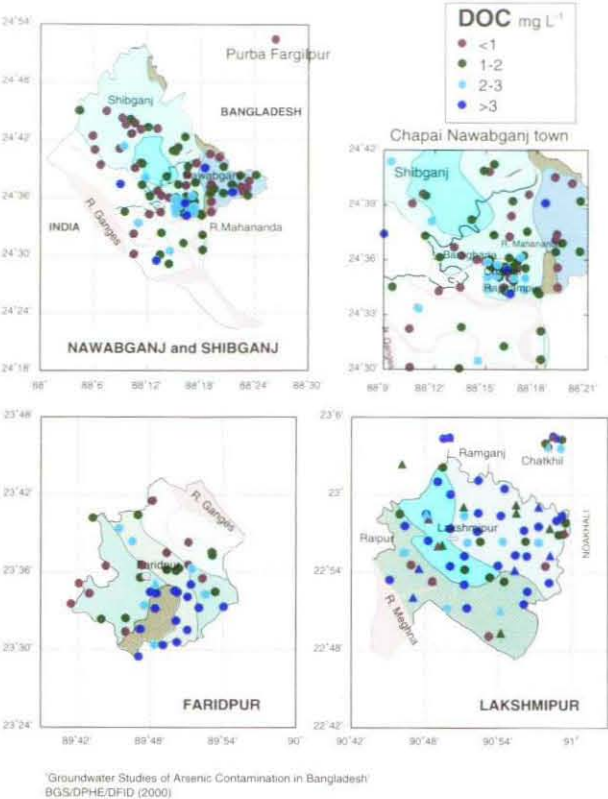 DOC mg L⁻¹
<1
1-2
2-3
>3
24°54
24°48
24°42
24°36
24°30
24°24
24°18
88°
88°6
88°12
88°18
88°24
88°30
Purba Fargilpur
Shibganj
BANGLADESH
INDIA
R. Ganges
R.Mahananda
NAWABGANJ and SHIBGANJ
Chapai Nawabganj town
24°42
24°39
24°36
24°33
24°30
88°9
88°12
88°15
88°18
88°21
Shibganj
R. Mahananda
23°48
23°42
23°36
23°30
23°24
89°42
89°48
89°54
90°
R. Ganges
Faridpur
FARIDPUR
23°6
23°
22°54
22°48
22°42
90°42
90°48
90°54
91°
Ramganj
Chatkhil
Lakshmipur
Raipur
NOAKHALI
R. Meghna
LAKSHMIPUR
'Groundwater Studies of Arsenic Contamination in Bangladesh'
BGS/DPHE/DFID (2000)